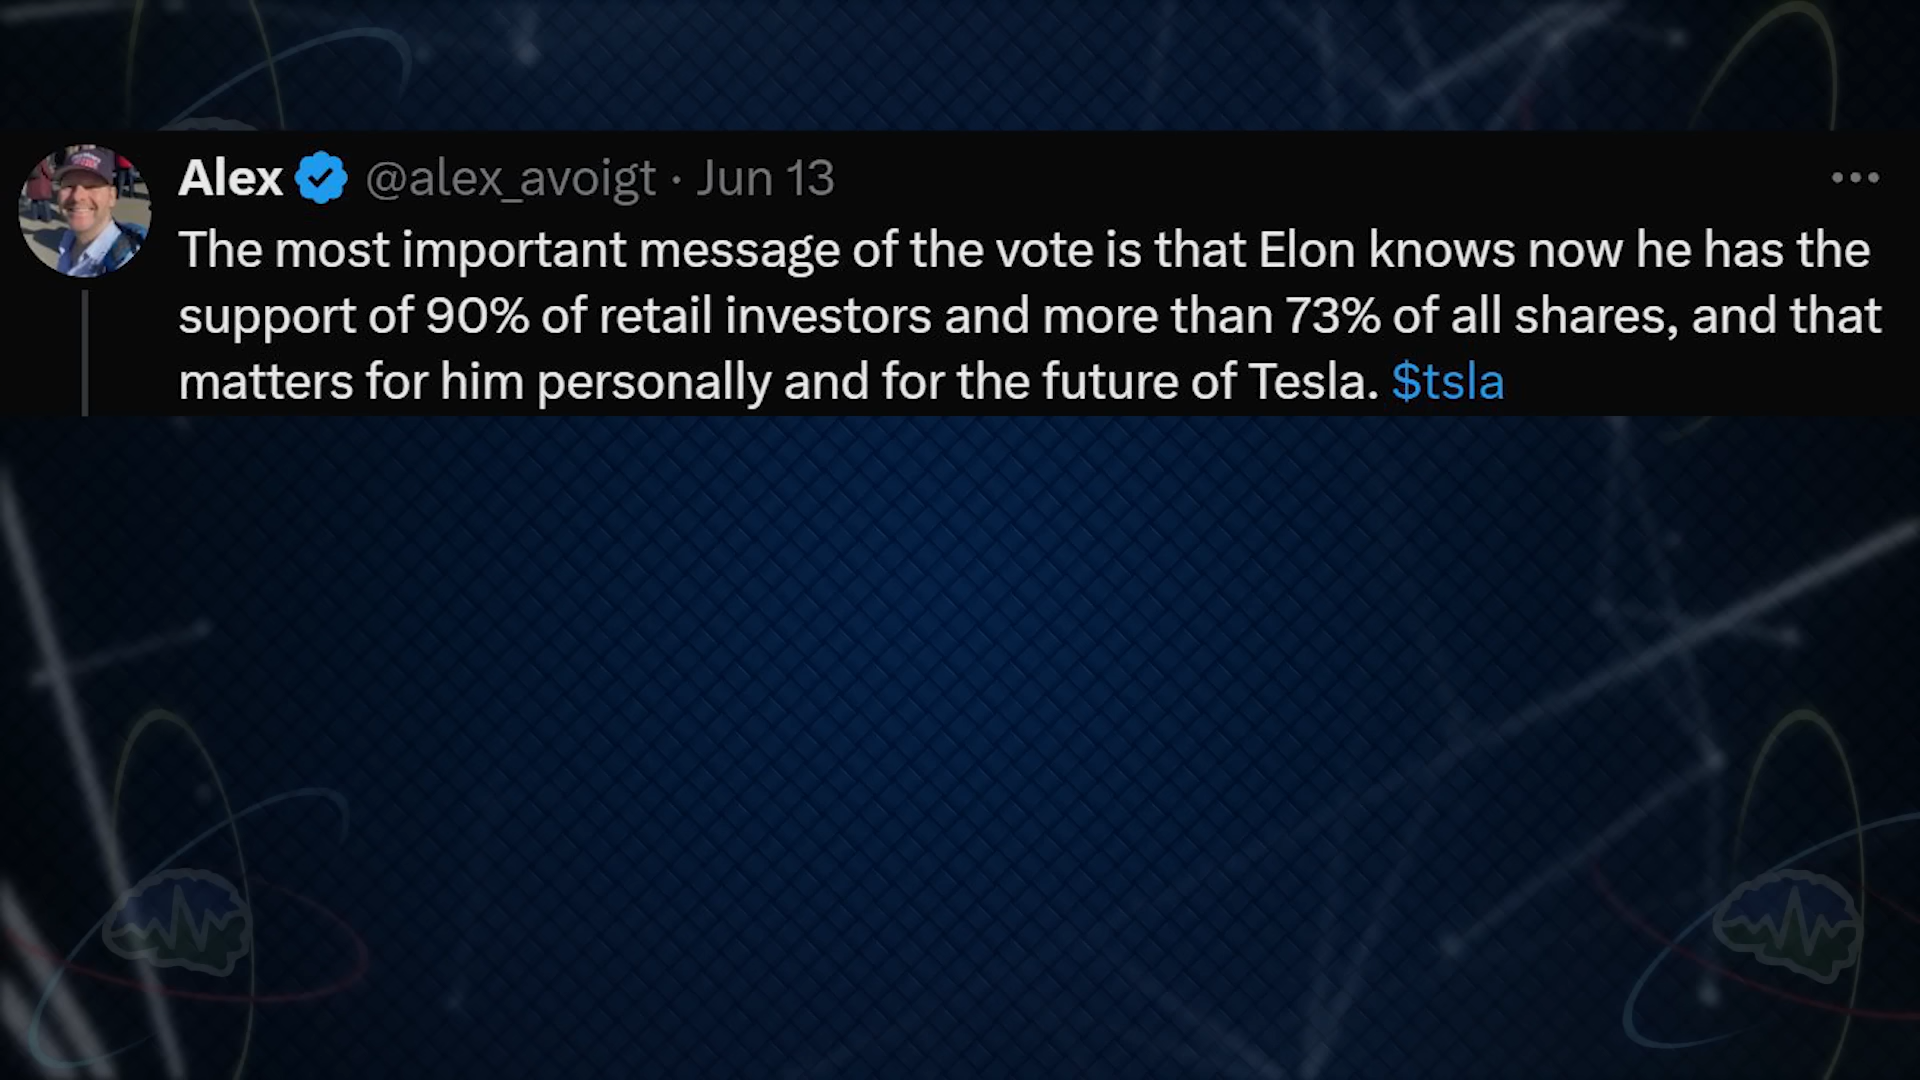 Alex @alex_avoigt · Jun 13
The most important message of the vote is that Elon knows now he has the
support of 90% of retail investors and more than 73% of all shares, and that
matters for him personally and for the future of Tesla. $tsla